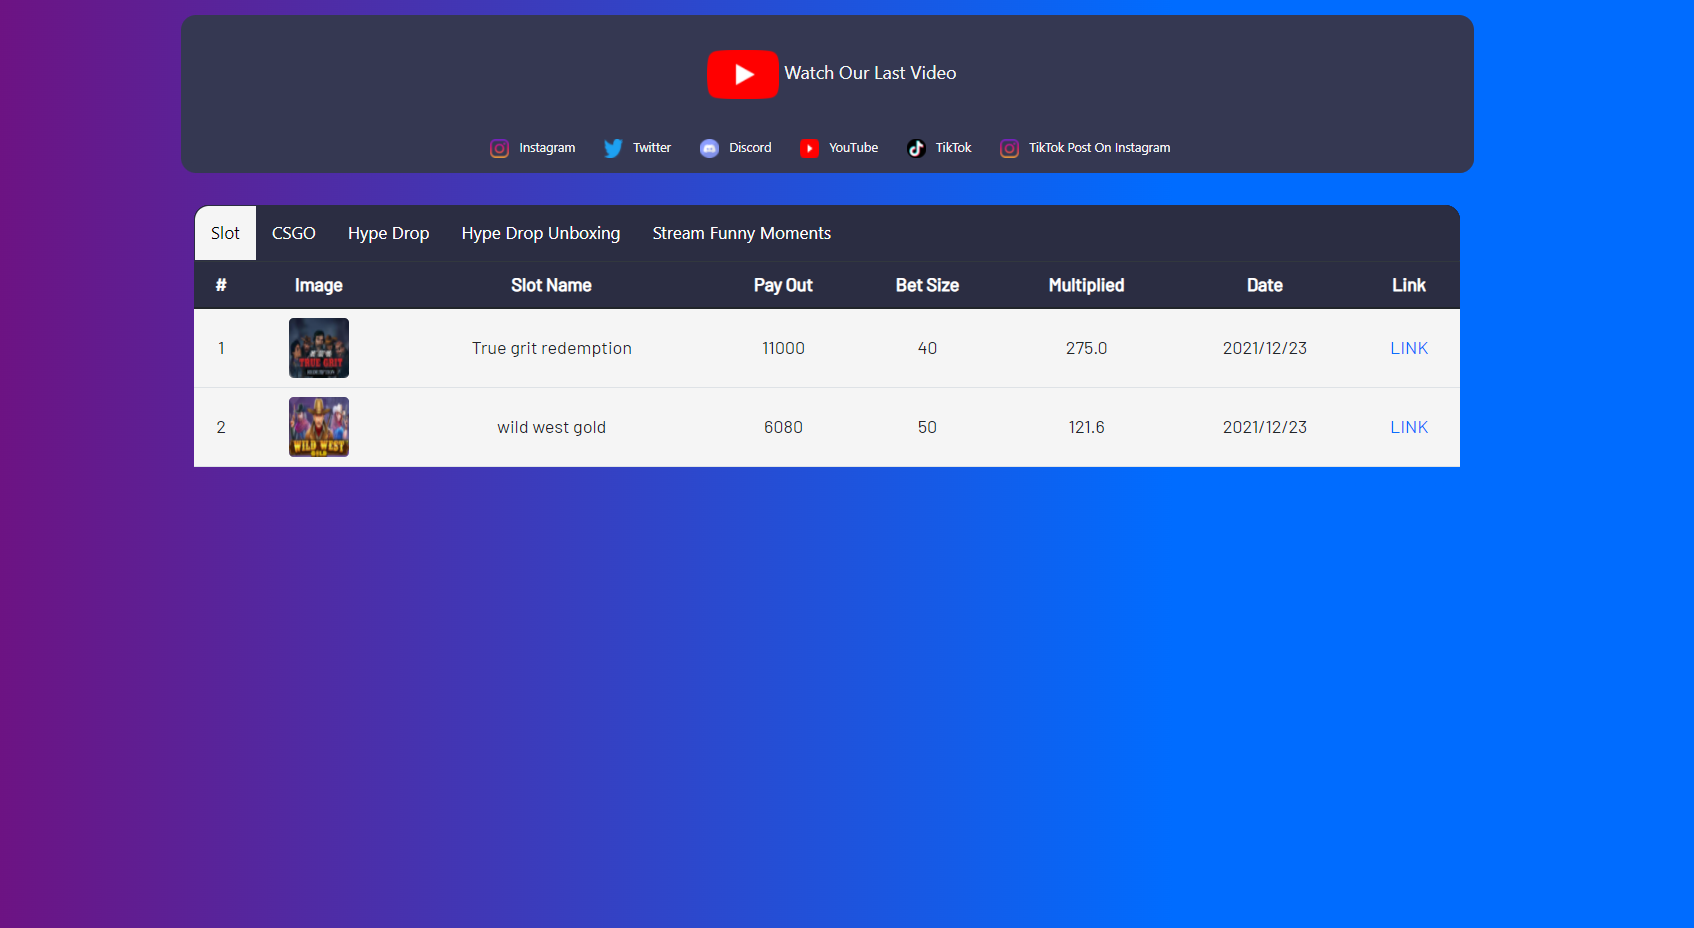 Watch Our Last Video
Instagram Twitter Discord YouTube TikTok TikTok Post On Instagram
Slot CSGO Hype Drop Hype Drop Unboxing Stream Funny Moments
# Image Slot Name Pay Out Bet Size Multiplied Date Link
TRUE GRIT
REDEMPTION
1 True grit redemption 11000 40 275.0 2021/12/23 LINK
WILD WEST
GOLD
2 wild west gold 6080 50 121.6 2021/12/23 LINK